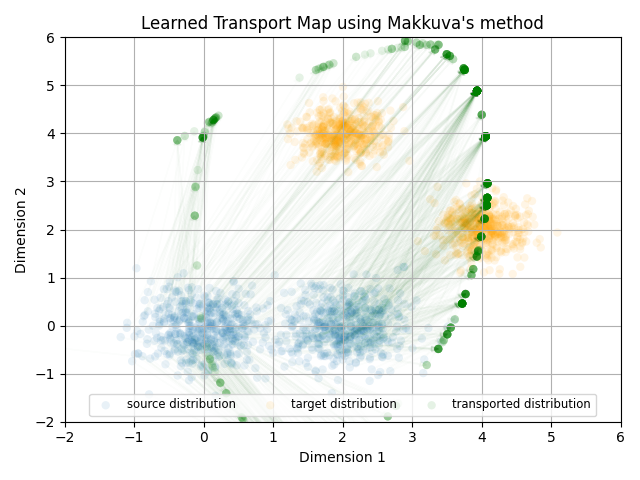 Learned Transport Map using Makkuva's method
Dimension 2
6
5
4
3
2
1
0
−1
−2
source distribution target distribution transported distribution
−2 −1 0 1 2 3 4 5 6
Dimension 1